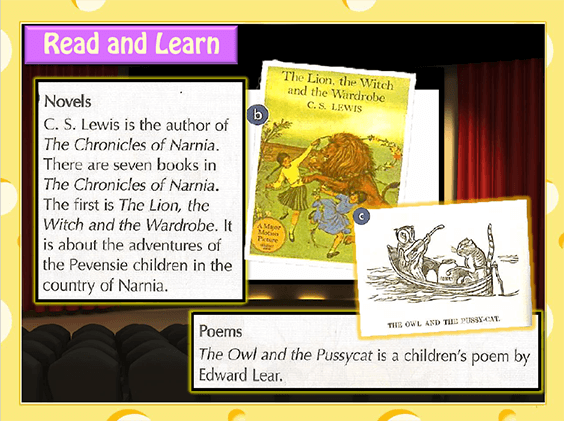 Read and Learn
Novels
C. S. Lewis is the author of
The Chronicles of Narnia.
There are seven books in
The Chronicles of Narnia.
The first is The Lion, the
Witch and the Wardrobe. It
is about the adventures of
the Pevensie children in the
country of Narnia.
b
The Lion, the Witch
and the Wardrobe
C. S. LEWIS
A Major
Motion
Picture
c
THE OWL AND THE PUSSY-CAT.
Poems
The Owl and the Pussycat is a children's poem by
Edward Lear.